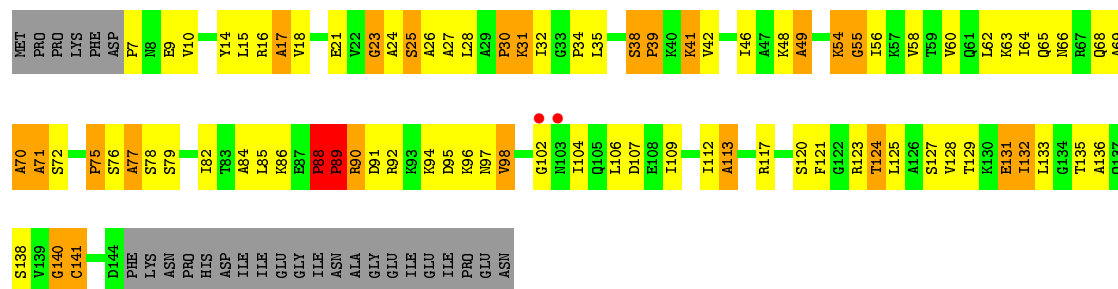 MET PRO PRO LYS PHE ASP F7 N8 E9 V10 Y14 L15 R16 A17 V18 E21 V22 G23 A24 S25 A26 A27 L28 A29 P30 K31 I32 G33 P34 L35 S38 P39 K40 K41 V42 I46 A47 K48 A49 K54 G55 I56 K57 V58 T59 V60 Q61 L62 K63 I64 Q65 N66 R67 Q68 A69
A70 A71 S72 P75 S76 A77 S78 S79 I82 T83 A84 L85 K86 E87 P88 P89 R90 D91 R92 K93 K94 D95 K96 N97 V98 G102 N103 I104 Q105 L106 D107 E108 I109 I112 A113 R117 S120 F121 G122 R123 T124 L125 A126 S127 V128 T129 K130 E131 I132 L133 G134 T135 A136 Q137
S138 V139 G140 C141 D144 PHE LYS ASN PRO HIS ASP ILE ILE GLU GLY ILE ASN ALA GLY GLU ILE GLU ILE PRO GLU ASN